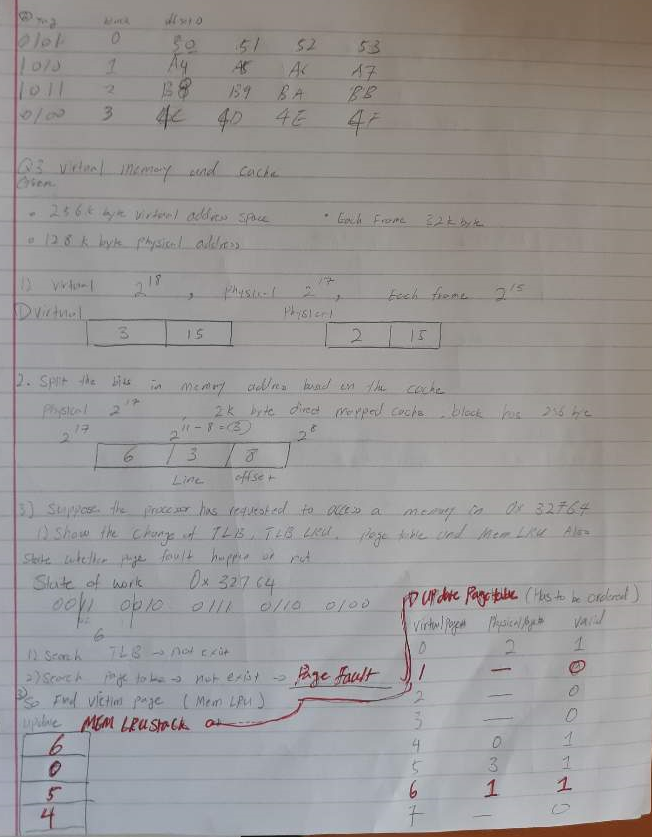 0101 0 50 51 52 53
1010 1 A4 A5 A6 A7
1011 2 B8 B9 BA BB
0100 3 4C 4D 4E 4F
Q3 Virtual memory and cache
Given
• 256 k byte virtual address space • Each Frame 32 k byte
• 128 k byte physical address
1) Virtual 2^18 , physical 2^17 , Each frame 2^15
① Virtual Physical
3 15 2 15
2. Split the bits in memory address based on the cache
Physical 2^17 , 2k byte direct mapped cache, block has 256 byte
2^17 2^11-8=(3) 2^8
6 3 8
Line offset
3) Suppose the processor has requested to access a memory in 0x 32764
1) Show the change of TLB, TLB LRU, Page table and Mem LRU Also
State whether page fault happen or not
State of work 0x 32764
0011 0010 0111 0110 0100
6
1) Search TLB → not exist
2) Search Page table → not exist → Page Fault
3) So Find victim page (Mem LRU)
update MEM LRU STACK
6
0
5
4
① Update Page table (Has to be ordered)
Virtual Page# Physical Page# Valid
0 2 1
1 — 0
2 — 0
3 — 0
4 0 1
5 3 1
6 1 1
7 — 0